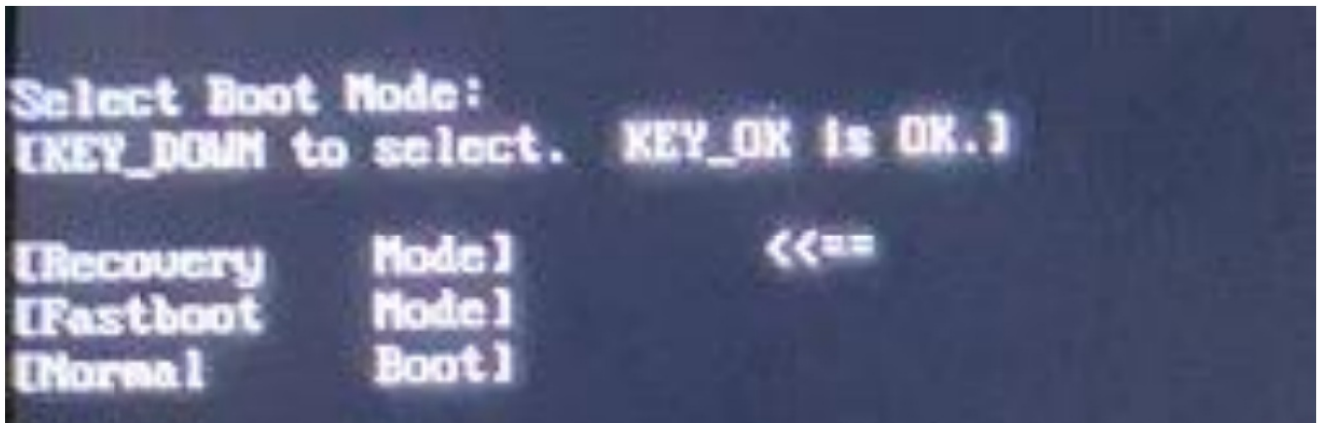 Select Boot Mode:
[KEY_DOWN to select.  KEY_OK is OK.]
[Recovery    Mode]    <<==
[Fastboot    Mode]
[Normal    Boot]